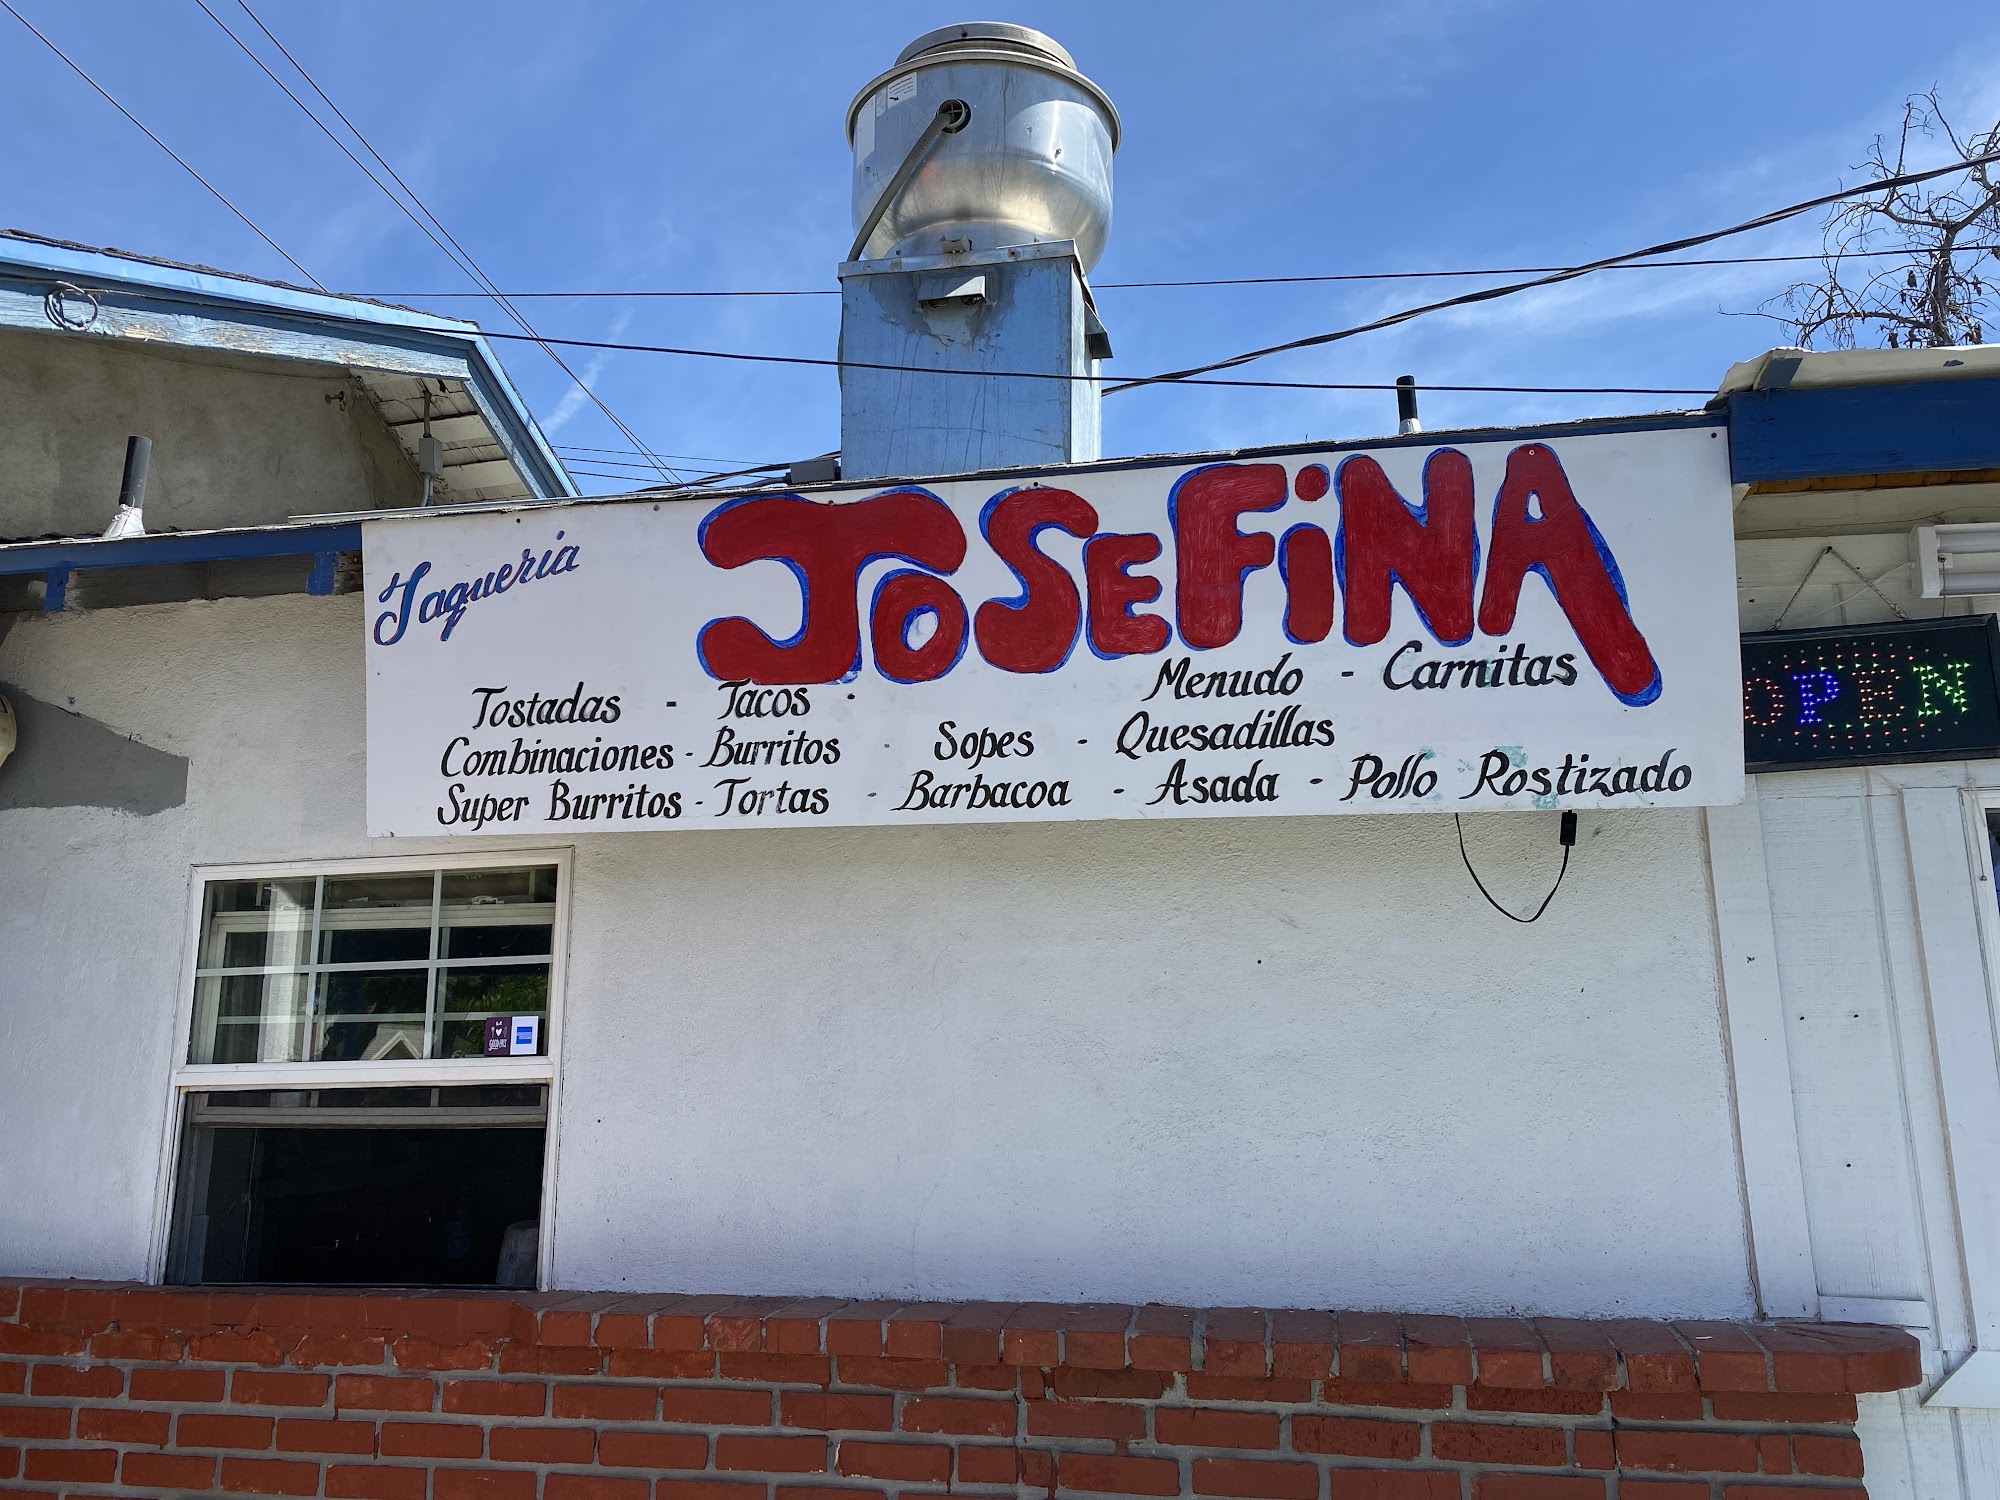 Taqueria
JOSEFiNA
Tostadas - Tacos - Menudo - Carnitas
Combinaciones - Burritos - Sopes - Quesadillas
Super Burritos - Tortas - Barbacoa - Asada - Pollo Rostizado
OPEN